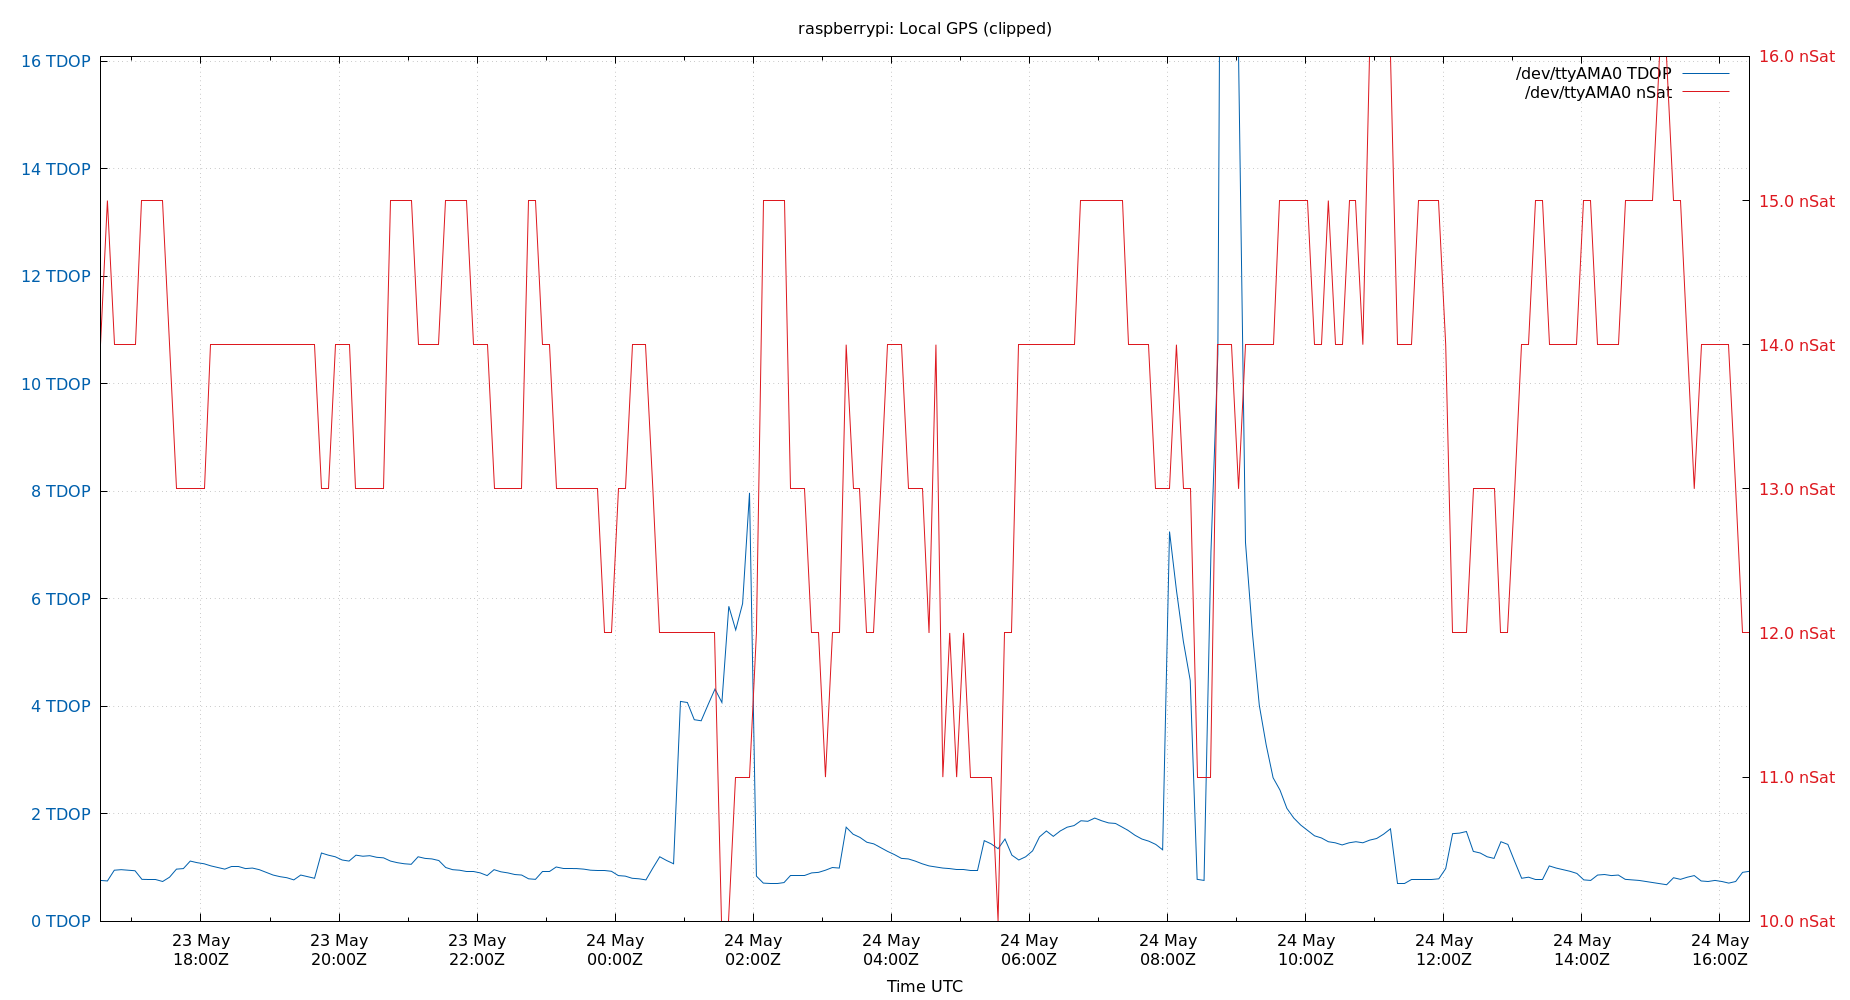 raspberrypi: Local GPS (clipped)
16 TDOP
14 TDOP
12 TDOP
10 TDOP
8 TDOP
6 TDOP
4 TDOP
2 TDOP
0 TDOP
/dev/ttyAMA0 TDOP
/dev/ttyAMA0 nSat
16.0 nSat
15.0 nSat
14.0 nSat
13.0 nSat
12.0 nSat
11.0 nSat
10.0 nSat
23 May 23 May 23 May 24 May 24 May 24 May 24 May 24 May 24 May 24 May 24 May 24 May
18:00Z 20:00Z 22:00Z 00:00Z 02:00Z 04:00Z 06:00Z 08:00Z 10:00Z 12:00Z 14:00Z 16:00Z
Time UTC